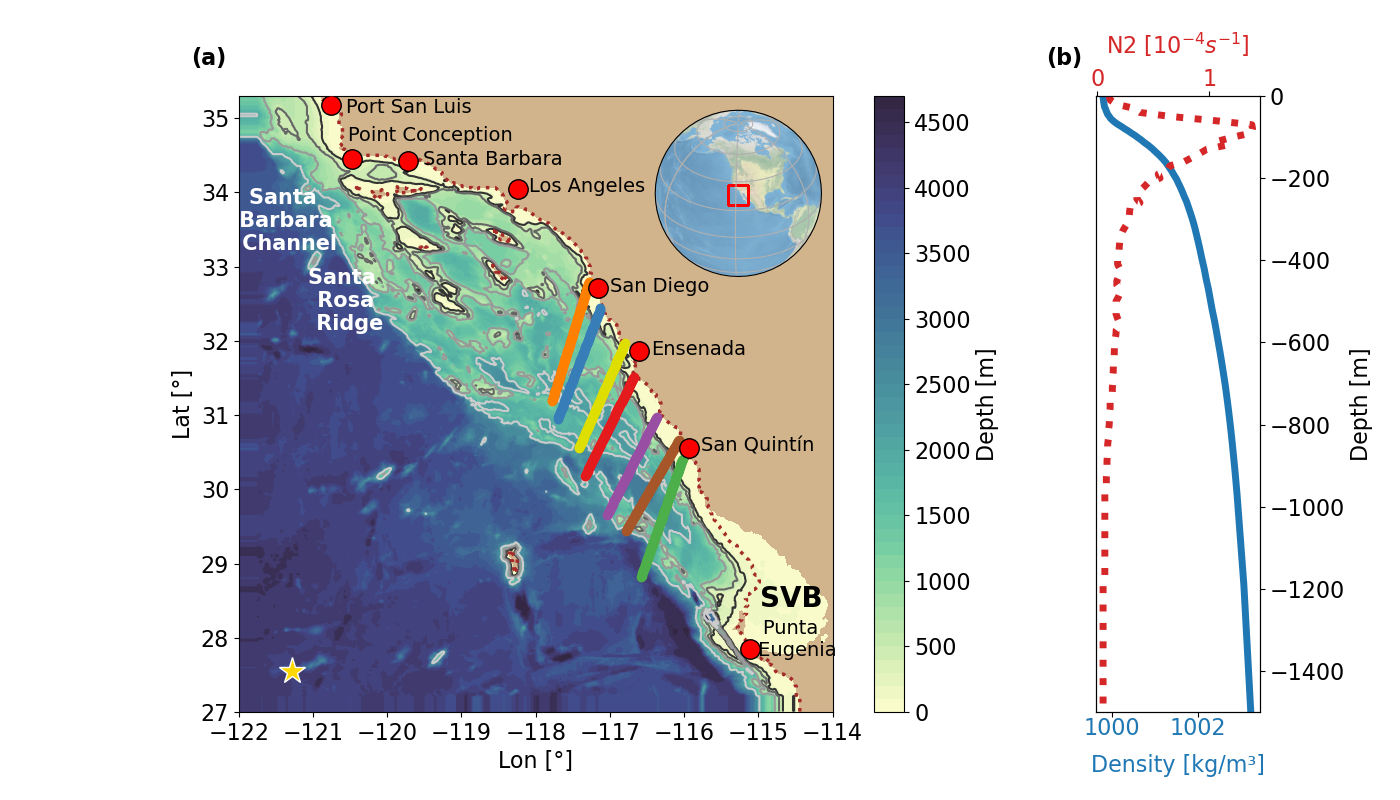 (a)
(b)
N2 [10⁻⁴s⁻¹]
0 1
35
34
33
32
31
30
29
28
27
Lat [°]
Port San Luis
Point Conception
Santa Barbara
Los Angeles
Santa
Barbara
Channel
Santa
Rosa
Ridge
San Diego
Ensenada
San Quintín
SVB
Punta
Eugenia
−122 −121 −120 −119 −118 −117 −116 −115 −114
Lon [°]
4500
4000
3500
3000
2500
2000
1500
1000
500
0
Depth [m]
0
−200
−400
−600
−800
−1000
−1200
−1400
Depth [m]
1000 1002
Density [kg/m³]